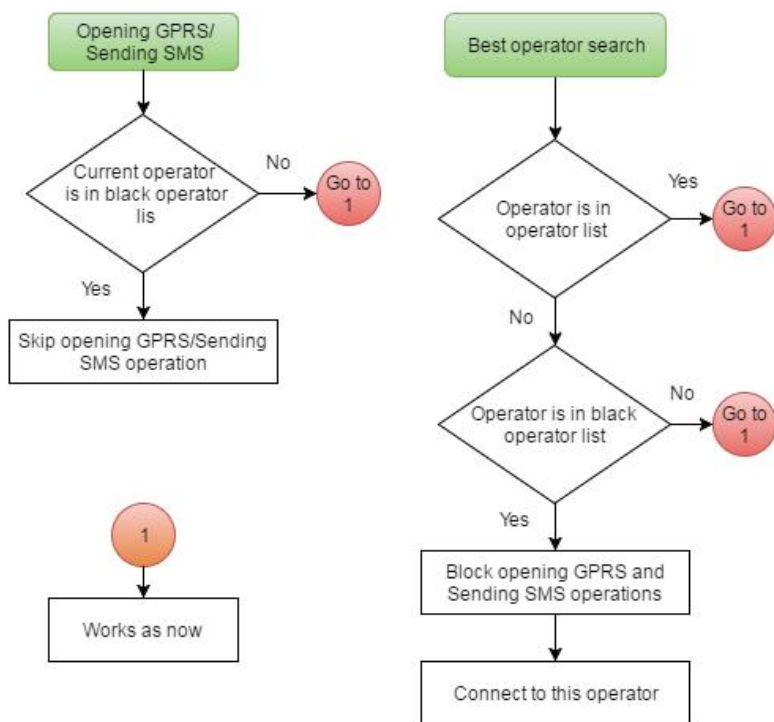 Opening GPRS/
Sending SMS
Current operator
is in black operator
lis
No
Go to
1
Yes
Skip opening GPRS/Sending
SMS operation
1
Works as now
Best operator search
Operator is in
operator list
Yes
Go to
1
No
Operator is in black
operator list
No
Go to
1
Yes
Block opening GPRS and
Sending SMS operations
Connect to this operator